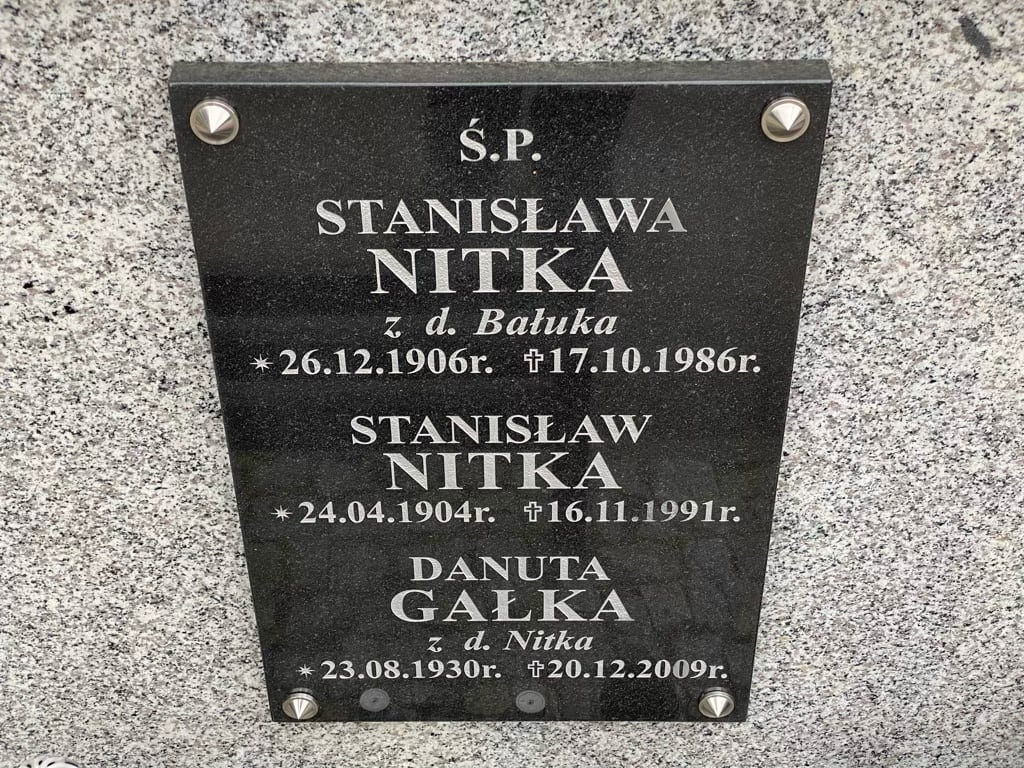 Ś.P.
STANISŁAWA
NITKA
z d. Bałuka
✴26.12.1906r. ✝17.10.1986r.
STANISŁAW
NITKA
✴24.04.1904r. ✝16.11.1991r.
DANUTA
GAŁKA
z d. Nitka
✴23.08.1930r. ✝20.12.2009r.